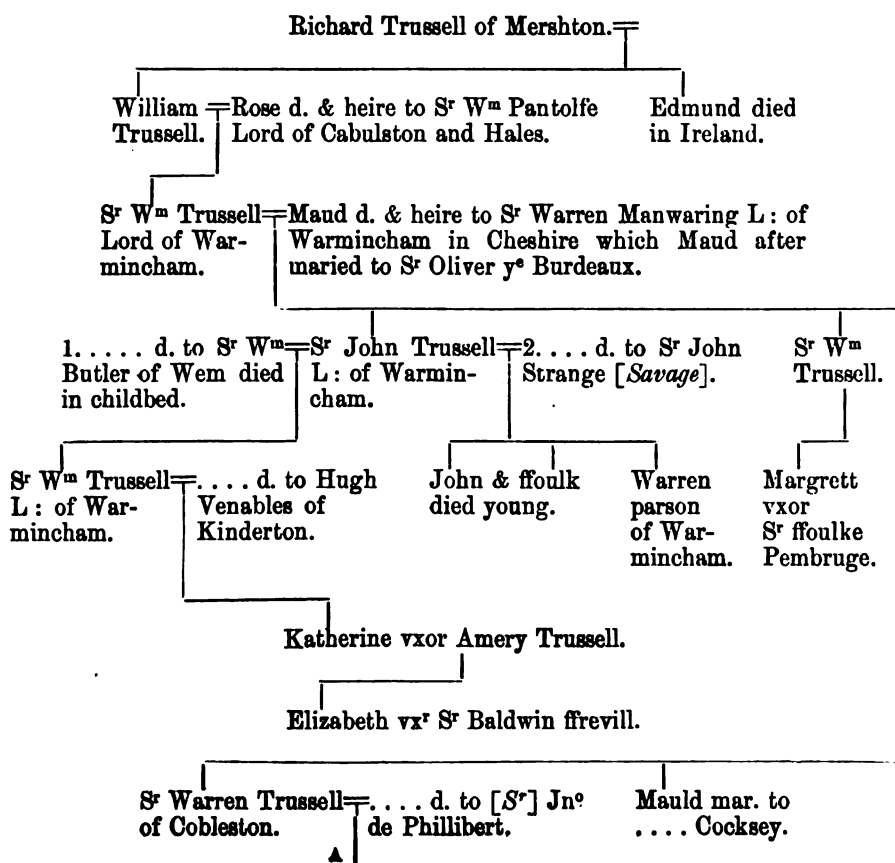 Richard Trussell of Mershton.
William Trussell.
Rose d. & heire to Sʳ Wᵐ Pantolfe
Lord of Cabulston and Hales.
Edmund died
in Ireland.
Sʳ Wᵐ Trussell
Lord of War-
mincham.
Maud d. & heire to Sʳ Warren Manwaring L : of
Warmincham in Cheshire which Maud after
maried to Sʳ Oliver yᵉ Burdeaux.
1. . . . . d. to Sʳ Wᵐ
Butler of Wem died
in childbed.
Sʳ John Trussell
L : of Warmin-
cham.
2. . . . d. to Sʳ John
Strange [Savage].
Sʳ Wᵐ
Trussell.
Sʳ Wᵐ Trussell
L : of War-
mincham.
. . . . d. to Hugh
Venables of
Kinderton.
John & ffoulk
died young.
Warren
parson
of War-
mincham.
Margrett
vxor
Sʳ ffoulke
Pembruge.
Katherine vxor Amery Trussell.
Elizabeth vxʳ Sʳ Baldwin ffrevill.
Sʳ Warren Trussell
of Cobleston.
. . . . d. to [Sʳ] Jnº
de Phillibert.
Mauld mar. to
. . . . Cocksey.
A